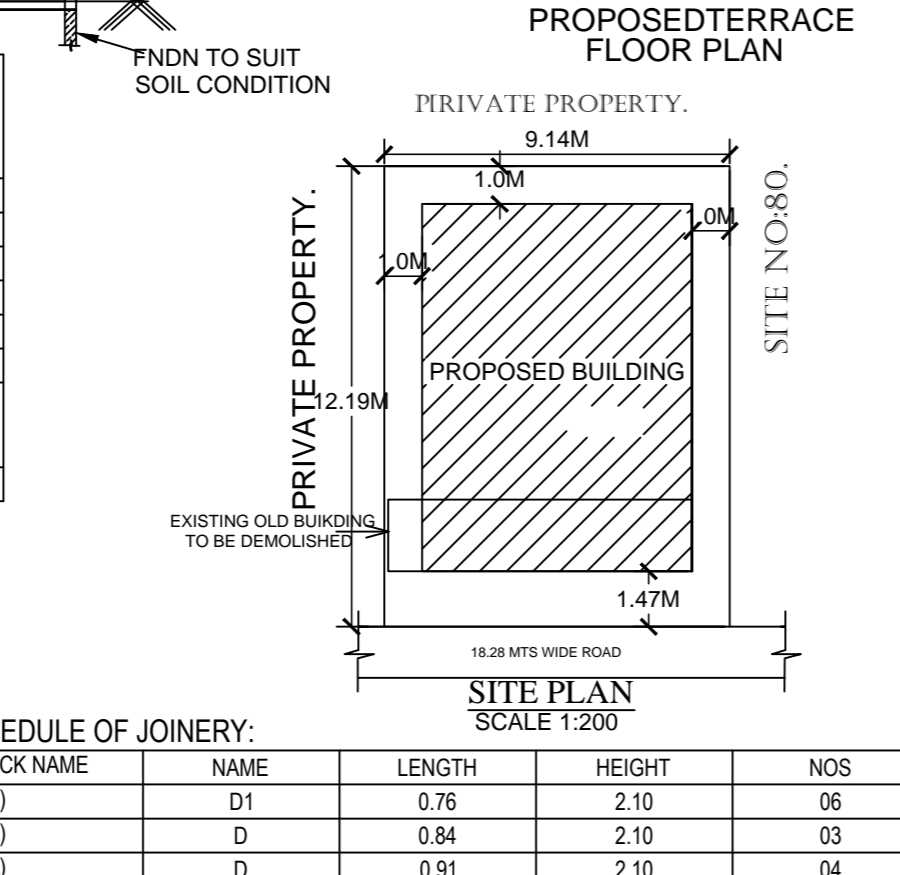 PROPOSEDTERRACE
FLOOR PLAN
FNDN TO SUIT
SOIL CONDITION
PIRIVATE PROPERTY.
9.14M
1.0M
.0M
1.0M
PRIVATE PROPERTY.
SITE NO:80.
PROPOSED BUILDING
12.19M
EXISTING OLD BUIKDING
TO BE DEMOLISHED
1.47M
18.28 MTS WIDE ROAD
SITE PLAN
SCALE 1:200
EDULE OF JOINERY:
CK NAME NAME LENGTH HEIGHT NOS
) D1 0.76 2.10 06
) D 0.84 2.10 03
) D 0.91 2.10 04